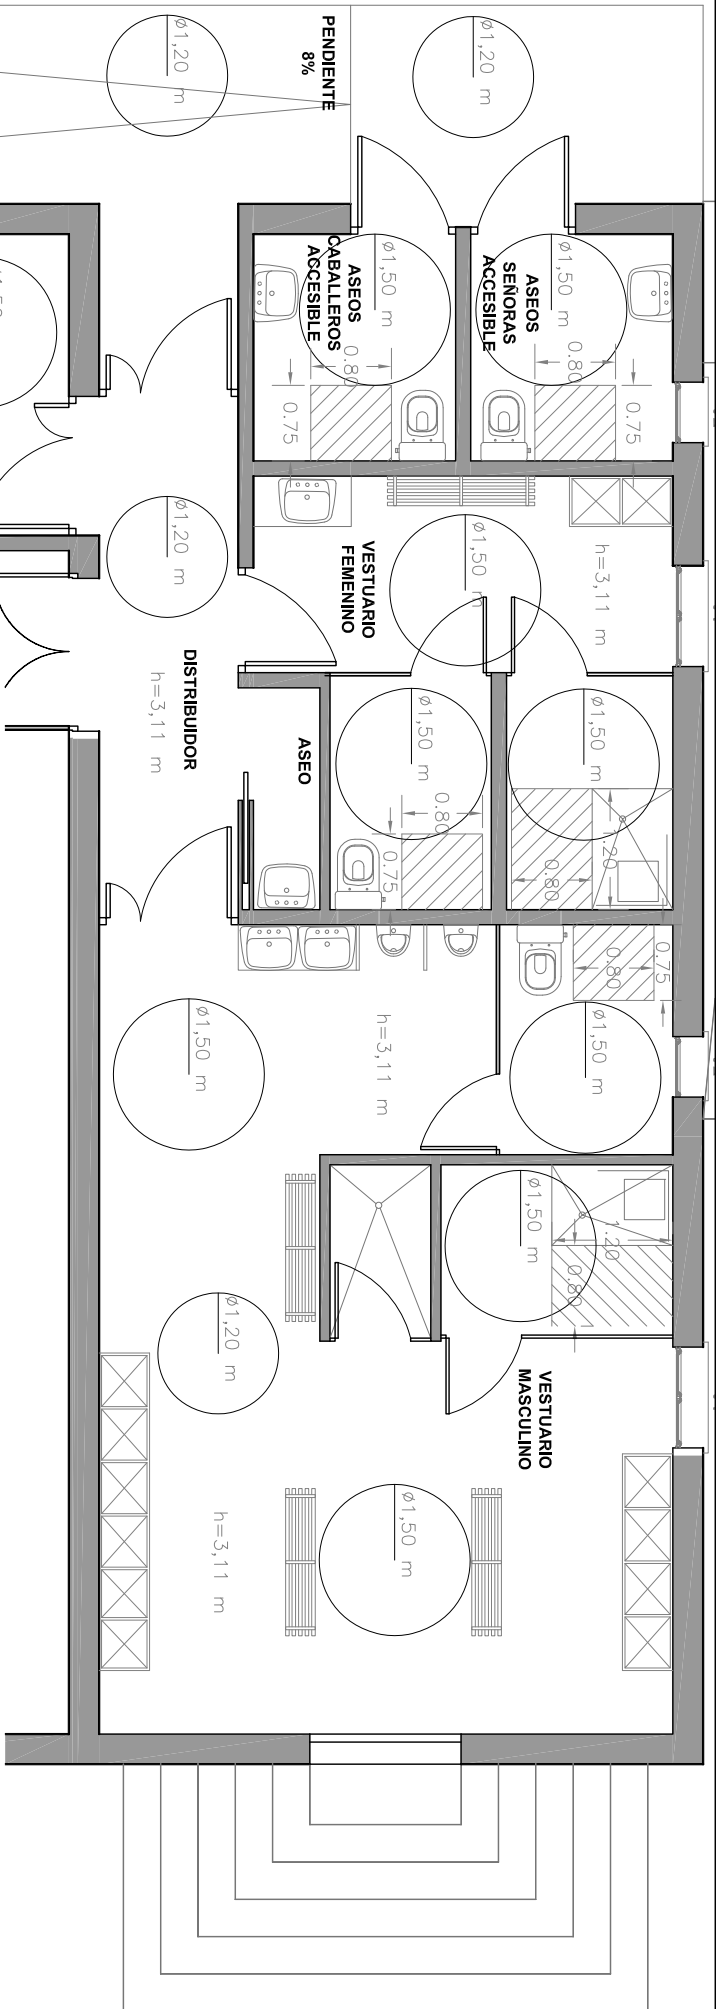 Ø1,20 m
PENDIENTE
8%
Ø1,20 m
ASEOS
CABALLEROS
ACCESIBLE
Ø1,50 m
0.80
0.75
ASEOS
SEÑORAS
ACCESIBLE
Ø1,50 m
0.80
0.75
Ø1,20 m
VESTUARIO
FEMENINO
Ø1,50 m
h=3,11 m
DISTRIBUIDOR
h=3,11 m
ASEO
Ø1,50 m
0.80
0.75
Ø1,50 m
1.20
0.80
Ø1,50 m
h=3,11 m
0.75
0.80
Ø1,50 m
Ø1,50 m
1.20
0.80
Ø1,20 m
VESTUARIO
MASCULINO
Ø1,50 m
h=3,11 m